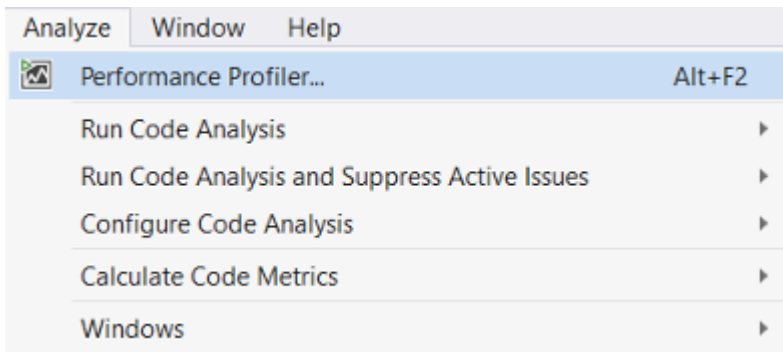 Analyze Window Help
Performance Profiler... Alt+F2
Run Code Analysis
Run Code Analysis and Suppress Active Issues
Configure Code Analysis
Calculate Code Metrics
Windows